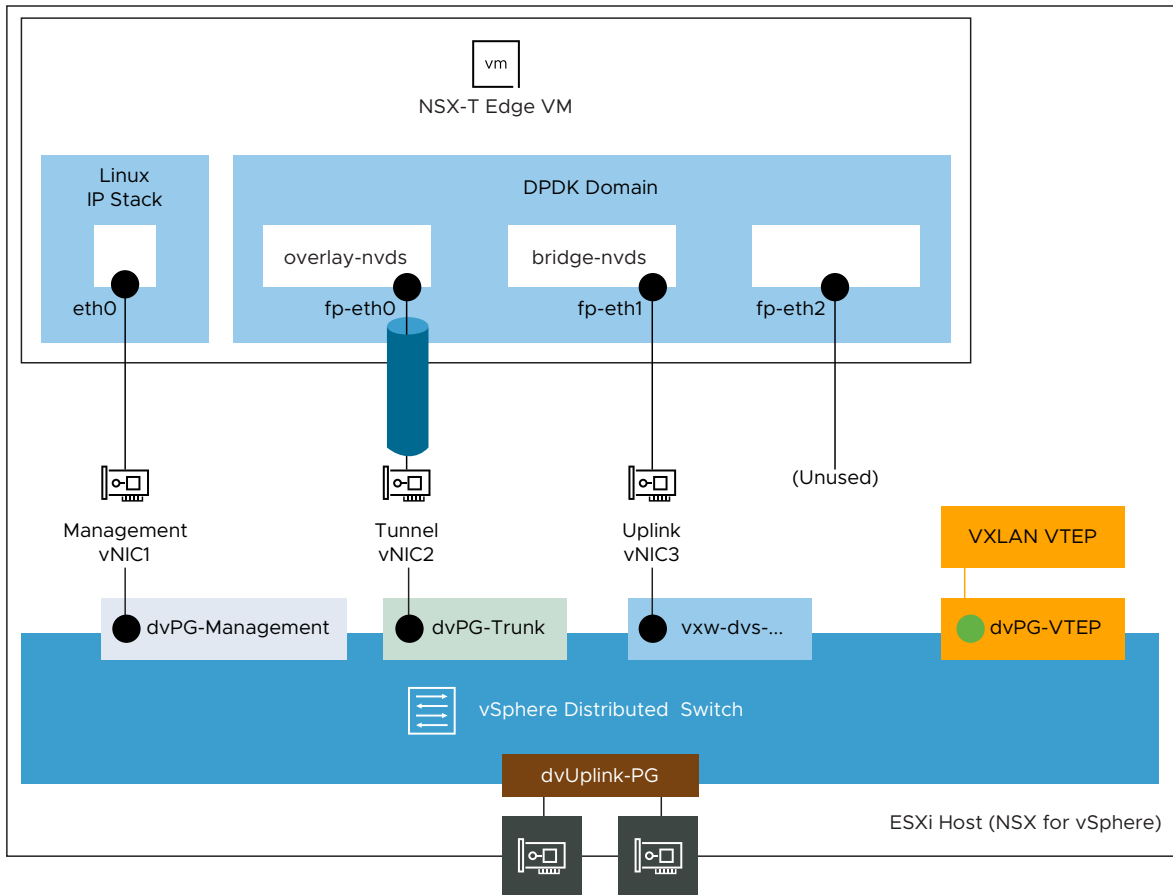 vm
NSX-T Edge VM
Linux
IP Stack
DPDK Domain
overlay-nvds
bridge-nvds
eth0
fp-eth0
fp-eth1
fp-eth2
(Unused)
Management
vNIC1
Tunnel
vNIC2
Uplink
vNIC3
VXLAN VTEP
dvPG-Management
dvPG-Trunk
vxw-dvs-...
dvPG-VTEP
vSphere Distributed Switch
dvUplink-PG
ESXi Host (NSX for vSphere)